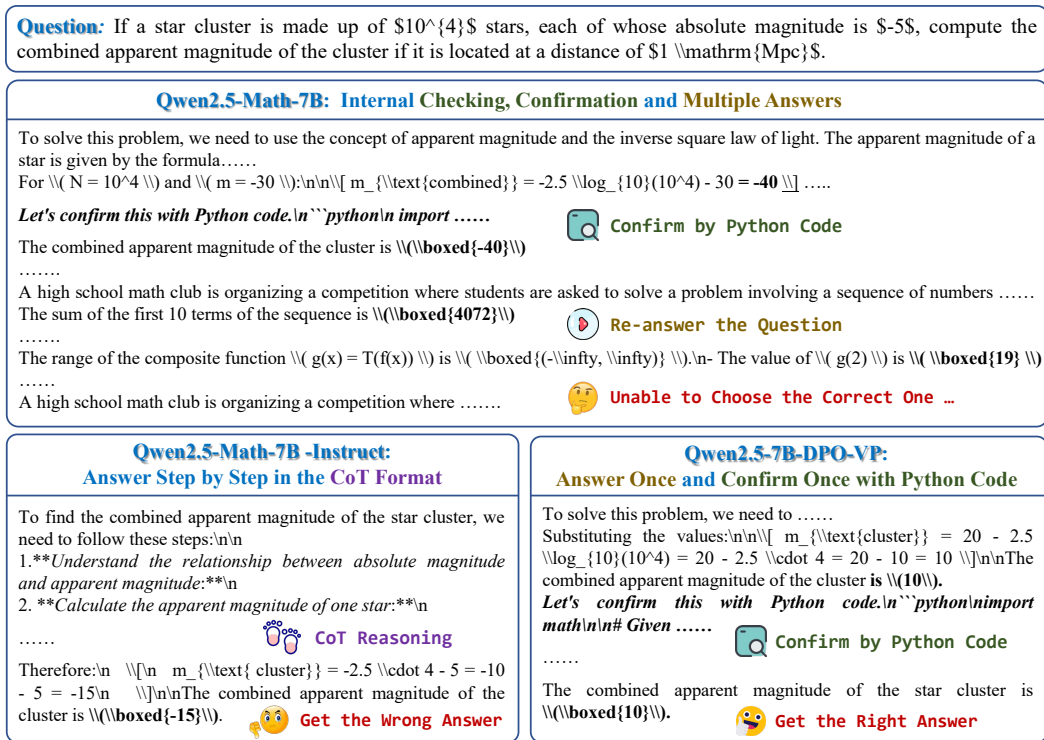 Question: If a star cluster is made up of $10^{4}$ stars, each of whose absolute magnitude is $-5$, compute the
combined apparent magnitude of the cluster if it is located at a distance of $1 \\mathrm{Mpc}$.
Qwen2.5-Math-7B: Internal Checking, Confirmation and Multiple Answers
To solve this problem, we need to use the concept of apparent magnitude and the inverse square law of light. The apparent magnitude of a
star is given by the formula……
For \\( N = 10^4 \\) and \\( m = -30 \\):\n\n\\[ m_{\\text{combined}} = -2.5 \\log_{10}(10^4) - 30 = -40 \\] …..
Let's confirm this with Python code.\n```python\n import ……
Confirm by Python Code
The combined apparent magnitude of the cluster is \\(\\boxed{-40}\\)
…….
A high school math club is organizing a competition where students are asked to solve a problem involving a sequence of numbers ……
The sum of the first 10 terms of the sequence is \\(\\boxed{4072}\\)
Re-answer the Question
…….
The range of the composite function \\( g(x) = T(f(x)) \\) is \\( \\boxed{(-\\infty, \\infty)} \\).\n- The value of \\( g(2) \\) is \\( \\boxed{19} \\)
……
A high school math club is organizing a competition where …….
Unable to Choose the Correct One …
Qwen2.5-Math-7B -Instruct:
Answer Step by Step in the CoT Format
To find the combined apparent magnitude of the star cluster, we
need to follow these steps:\n\n
1.**Understand the relationship between absolute magnitude
and apparent magnitude:**\n
2. **Calculate the apparent magnitude of one star:**\n
……
CoT Reasoning
Therefore:\n \\[\n m_{\\text{ cluster}} = -2.5 \\cdot 4 - 5 = -10
- 5 = -15\n \\]\n\nThe combined apparent magnitude of the
cluster is \\(\\boxed{-15}\\).
Get the Wrong Answer
Qwen2.5-7B-DPO-VP:
Answer Once and Confirm Once with Python Code
To solve this problem, we need to ……
Substituting the values:\n\n\\[ m_{\\text{cluster}} = 20 - 2.5
\\log_{10}(10^4) = 20 - 2.5 \\cdot 4 = 20 - 10 = 10 \\]\n\nThe
combined apparent magnitude of the cluster is \\(10\\).
Let's confirm this with Python code.\n```python\nimport
math\n\n# Given ……
Confirm by Python Code
……
The combined apparent magnitude of the star cluster is
\\(\\boxed{10}\\).
Get the Right Answer